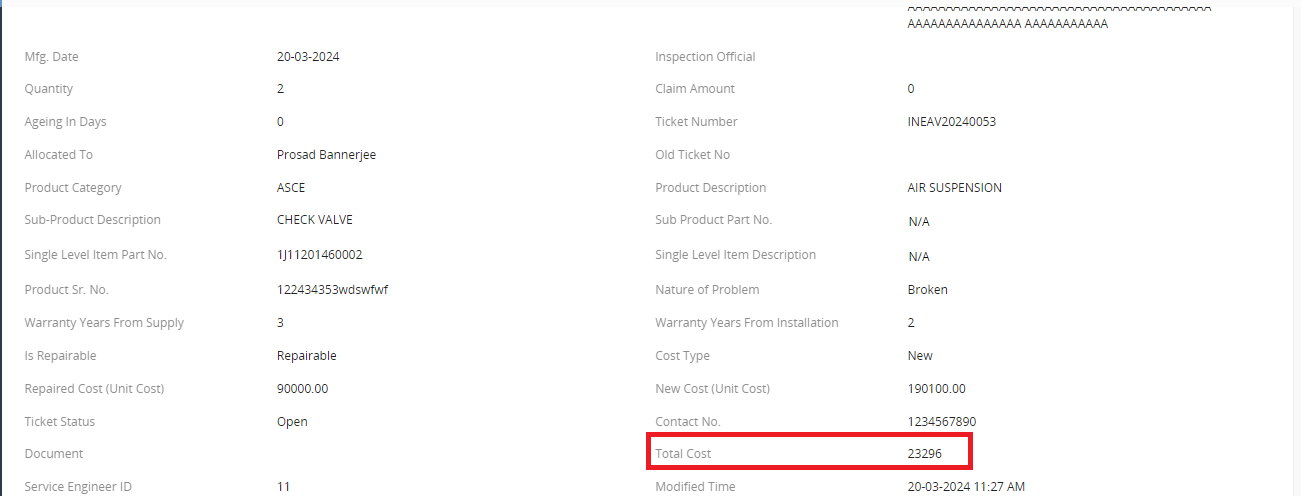 AAAAAAAAAAAAAAA AAAAAAAAAAA
Mfg. Date 20-03-2024 Inspection Official
Quantity 2 Claim Amount 0
Ageing In Days 0 Ticket Number INEAV20240053
Allocated To Prosad Bannerjee Old Ticket No
Product Category ASCE Product Description AIR SUSPENSION
Sub-Product Description CHECK VALVE Sub Product Part No. N/A
Single Level Item Part No. 1J11201460002 Single Level Item Description N/A
Product Sr. No. 122434353wdswfwf Nature of Problem Broken
Warranty Years From Supply 3 Warranty Years From Installation 2
Is Repairable Repairable Cost Type New
Repaired Cost (Unit Cost) 90000.00 New Cost (Unit Cost) 190100.00
Ticket Status Open Contact No. 1234567890
Document Total Cost 23296
Service Engineer ID 11 Modified Time 20-03-2024 11:27 AM